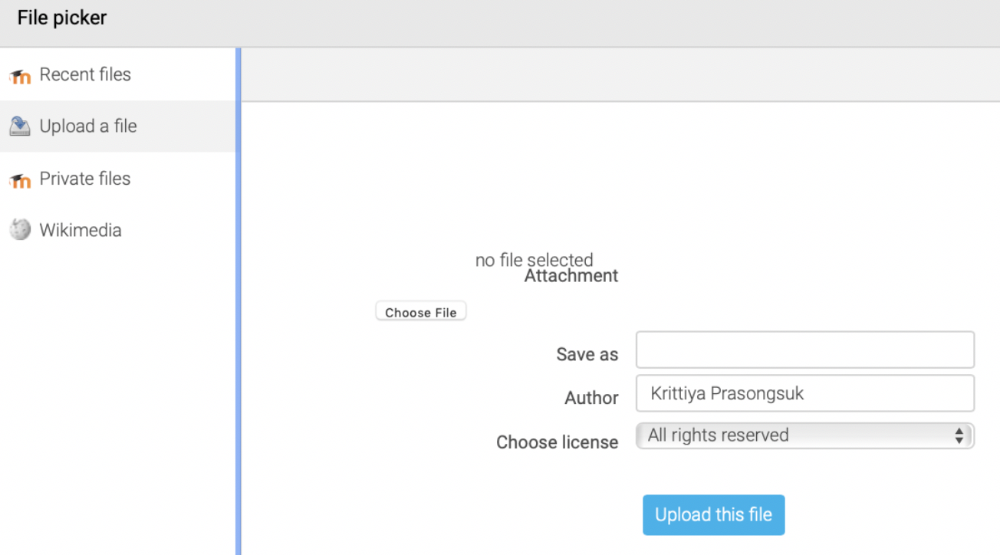 File picker
Recent files
Upload a file
Private files
Wikimedia
no file selected
Attachment
Choose File
Save as
Author
Krittiya Prasongsuk
Choose license
All rights reserved
Upload this file